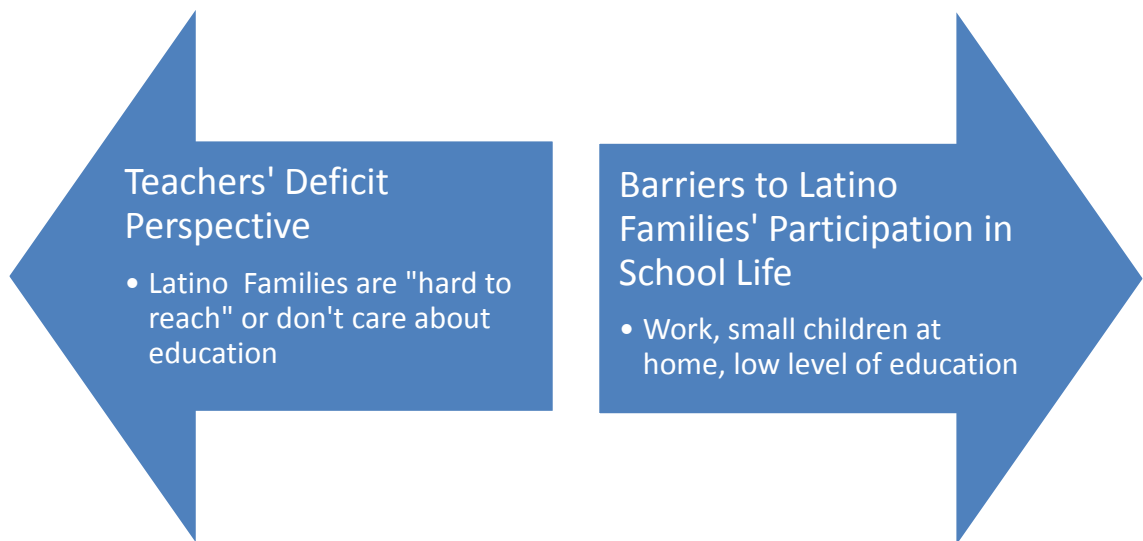 Teachers' Deficit
Perspective
• Latino  Families are "hard to
reach" or don't care about
education
Barriers to Latino
Families' Participation in
School Life
• Work, small children at
home, low level of education